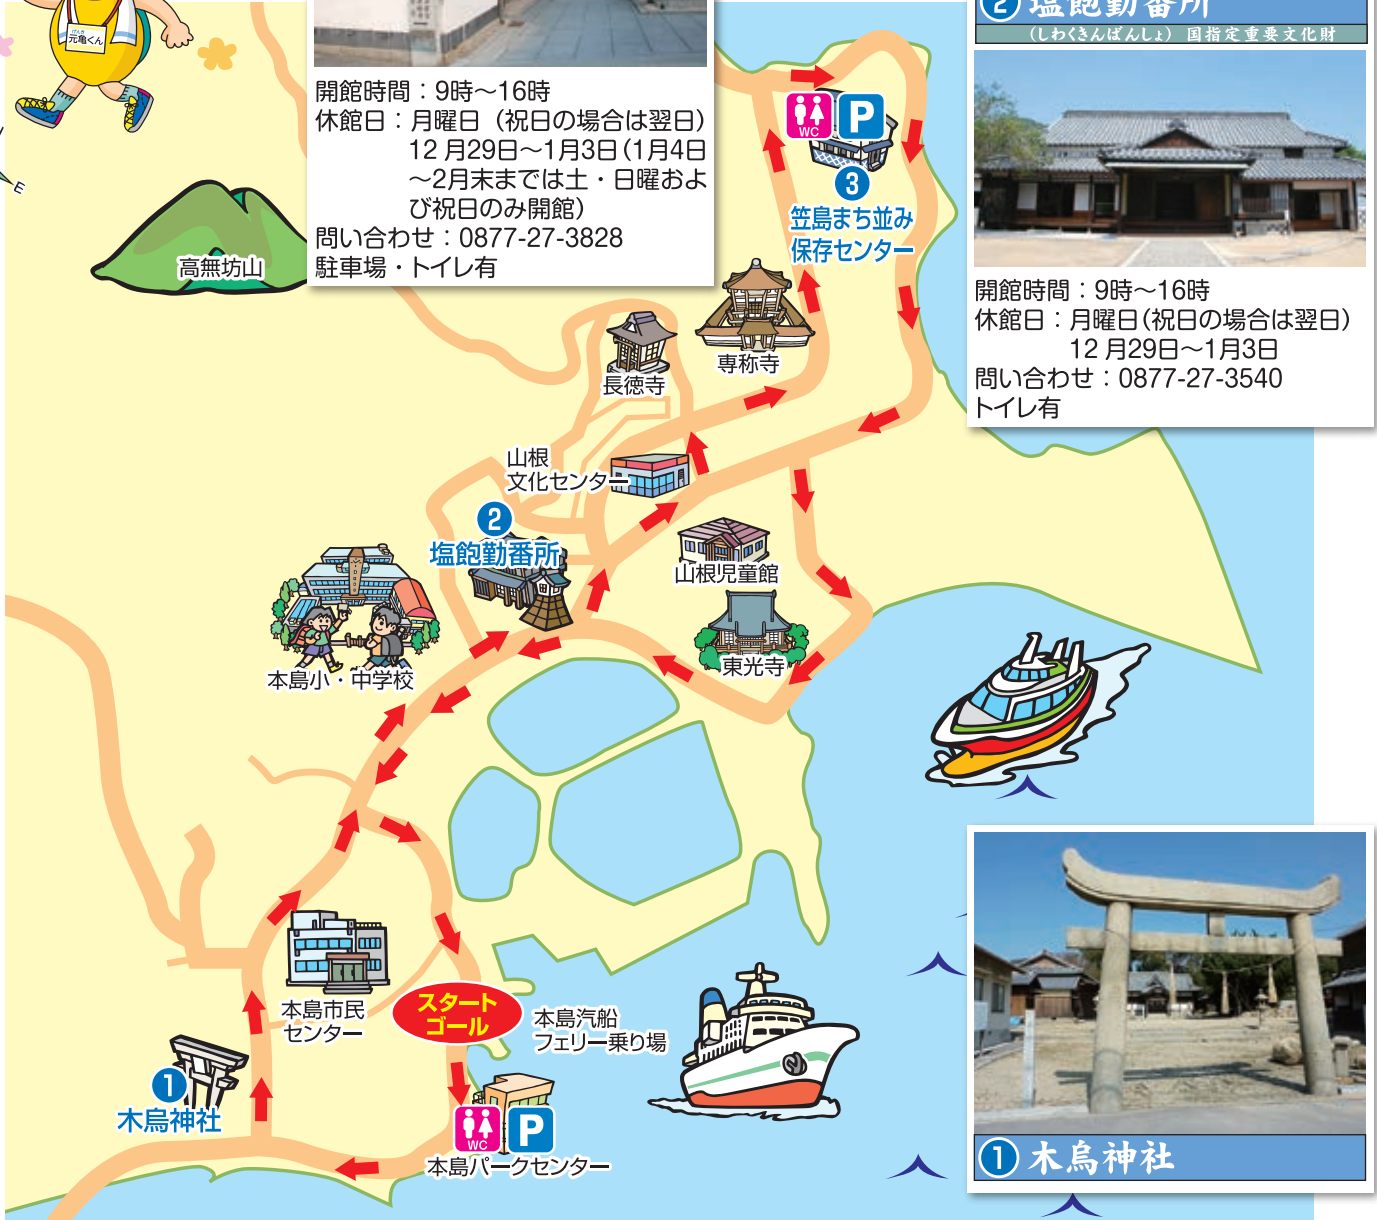 げんき
元亀くん
E
高無坊山
開館時間：9時～16時
休館日：月曜日（祝日の場合は翌日）
12月29日～1月3日（1月4日
～2月末までは土・日曜およ
び祝日のみ開館）
問い合わせ：0877-27-3828
駐車場・トイレ有
WC
P
3
笠島まち並み
保存センター
2 塩飽勤番所
（しわくきんばんしょ）国指定重要文化財
開館時間：9時～16時
休館日：月曜日（祝日の場合は翌日）
12月29日～1月3日
問い合わせ：0877-27-3540
トイレ有
専称寺
長徳寺
山根
文化センター
2
塩飽勤番所
山根児童館
東光寺
本島小・中学校
本島市民
センター
スタート
ゴール
本島汽船
フェリー乗り場
1
木烏神社
WC
P
本島パークセンター
1 木烏神社